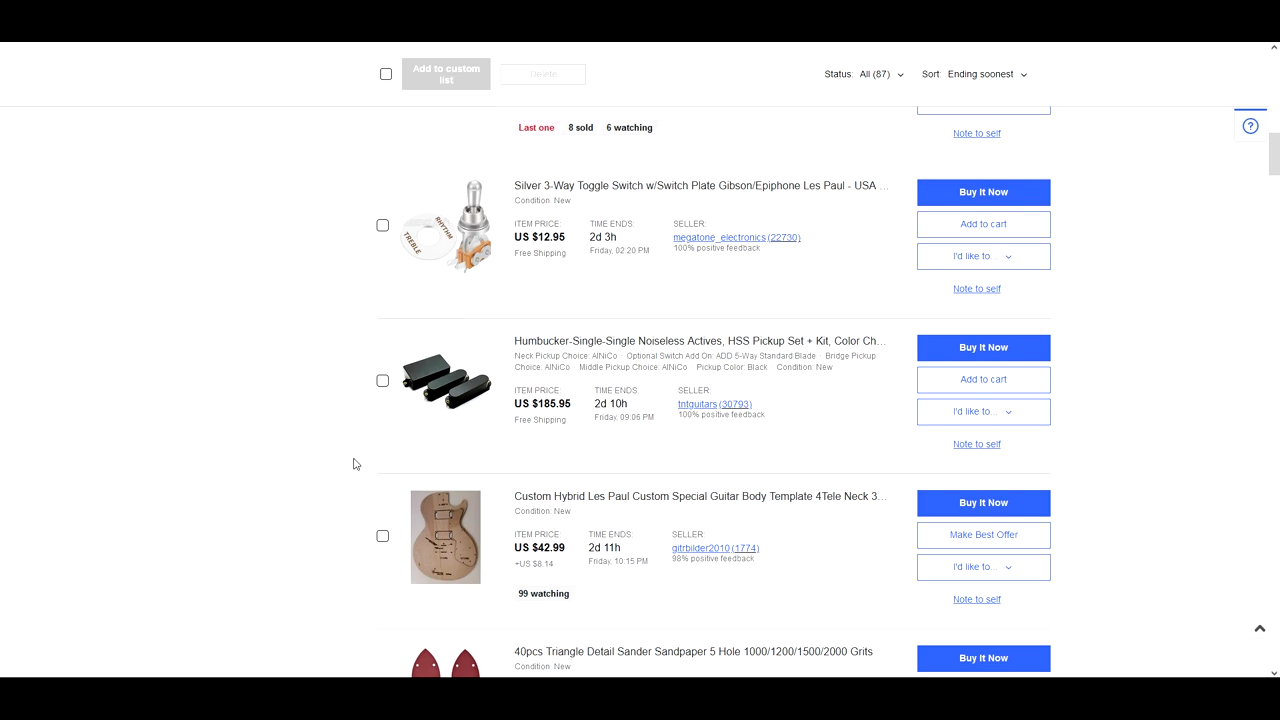 Add to custom list
Delete
Status: All (87)
Sort: Ending soonest
Last one 8 sold 6 watching
Note to self
Silver 3-Way Toggle Switch w/Switch Plate Gibson/Epiphone Les Paul - USA ...
Condition: New
RHYTHM
TREBLE
ITEM PRICE: TIME ENDS: SELLER:
US $12.95 2d 3h megatone_electronics (22730)
Free Shipping Friday, 02:20 PM 100% positive feedback
Buy It Now
Add to cart
I'd like to...
Note to self
Humbucker-Single-Single Noiseless Actives, HSS Pickup Set + Kit, Color Ch...
Neck Pickup Choice: AlNiCo · Optional Switch Add On: ADD 5-Way Standard Blade · Bridge Pickup
Choice: AlNiCo · Middle Pickup Choice: AlNiCo · Pickup Color: Black · Condition: New
ITEM PRICE: TIME ENDS: SELLER:
US $185.95 2d 10h tntguitars (30793)
Free Shipping Friday, 09:06 PM 100% positive feedback
Buy It Now
Add to cart
I'd like to...
Note to self
Custom Hybrid Les Paul Custom Special Guitar Body Template 4Tele Neck 3...
Condition: New
ITEM PRICE: TIME ENDS: SELLER:
US $42.99 2d 11h gitrbilder2010 (1774)
+US $8.14 Friday, 10:15 PM 98% positive feedback
99 watching
Buy It Now
Make Best Offer
I'd like to...
Note to self
40pcs Triangle Detail Sander Sandpaper 5 Hole 1000/1200/1500/2000 Grits
Condition: New
Buy It Now